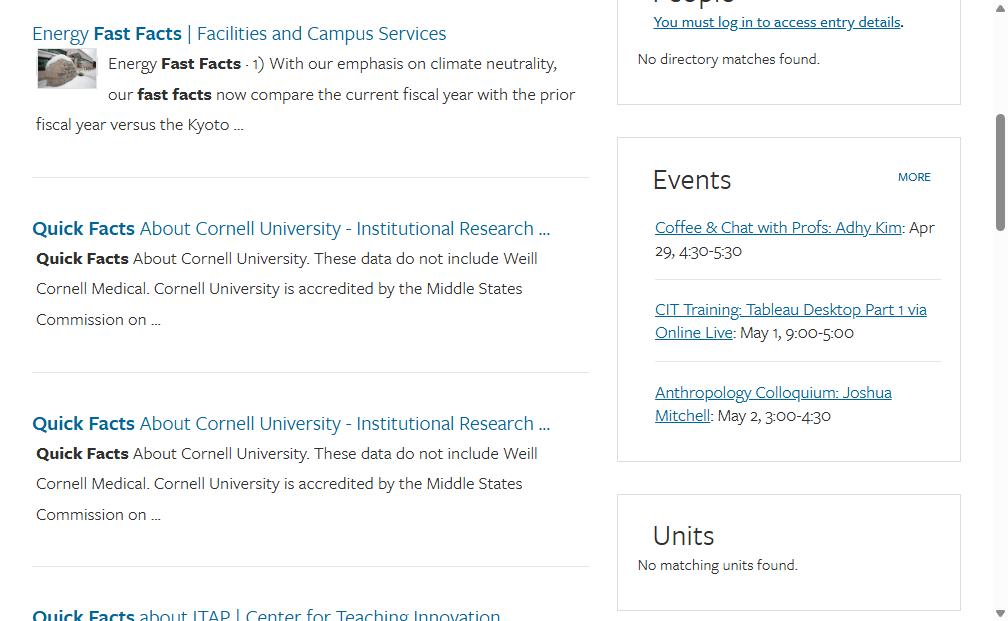 Energy Fast Facts | Facilities and Campus Services
Energy Fast Facts · 1) With our emphasis on climate neutrality,
our fast facts now compare the current fiscal year with the prior
fiscal year versus the Kyoto ...
Quick Facts About Cornell University - Institutional Research ...
Quick Facts About Cornell University. These data do not include Weill
Cornell Medical. Cornell University is accredited by the Middle States
Commission on ...
Quick Facts About Cornell University - Institutional Research ...
Quick Facts About Cornell University. These data do not include Weill
Cornell Medical. Cornell University is accredited by the Middle States
Commission on ...
Quick Facts about ITAP | Center for Teaching Innovation
People
You must log in to access entry details.
No directory matches found.
Events
MORE
Coffee & Chat with Profs: Adhy Kim: Apr
29, 4:30-5:30
CIT Training: Tableau Desktop Part 1 via
Online Live: May 1, 9:00-5:00
Anthropology Colloquium: Joshua
Mitchell: May 2, 3:00-4:30
Units
No matching units found.